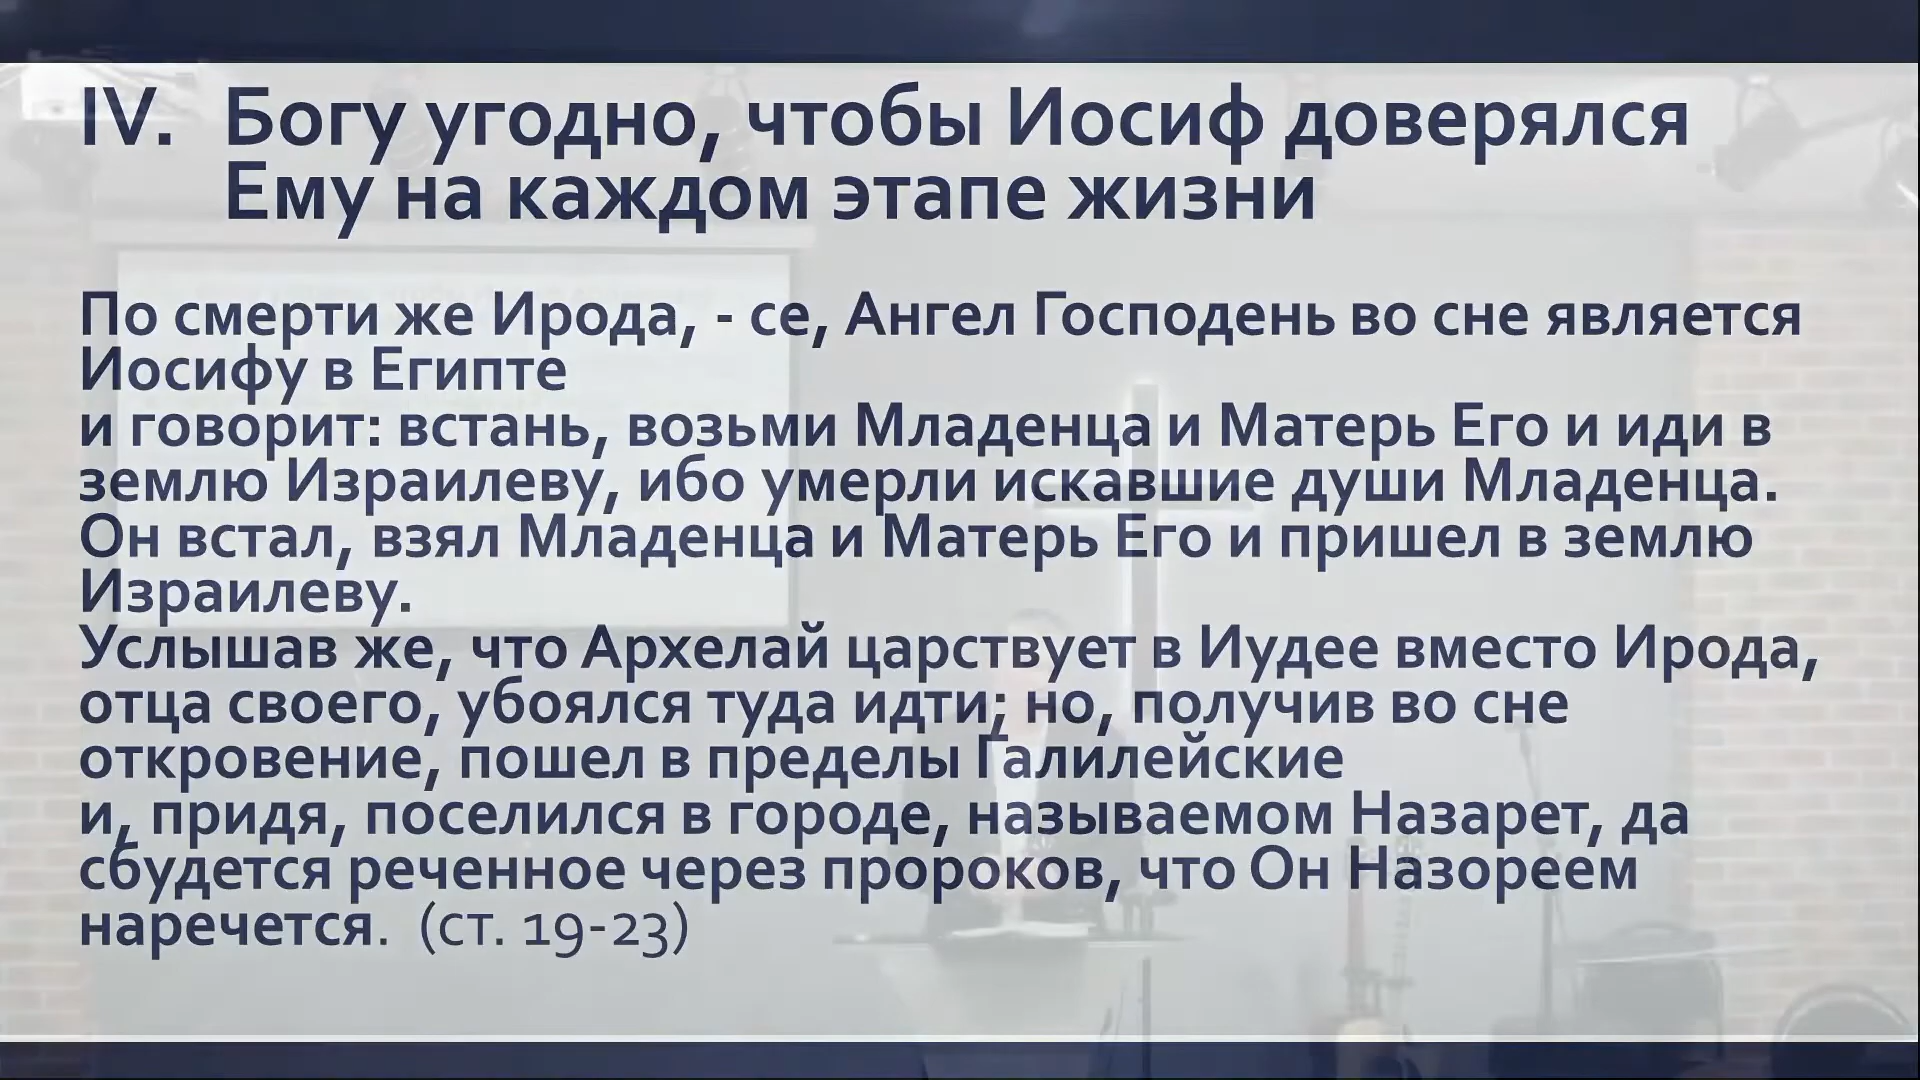 IV. Богу угодно, чтобы Иосиф доверялся
Ему на каждом этапе жизни
По смерти же Ирода, - се, Ангел Господень во сне является
Иосифу в Египте
и говорит: встань, возьми Младенца и Матерь Его и иди в
землю Израилеву, ибо умерли искавшие души Младенца.
Он встал, взял Младенца и Матерь Его и пришел в землю
Израилеву.
Услышав же, что Архелай царствует в Иудее вместо Ирода,
отца своего, убоялся туда идти; но, получив во сне
откровение, пошел в пределы Галилейские
и, придя, поселился в городе, называемом Назарет, да
сбудется реченное через пророков, что Он Назореем
наречется. (ст. 19-23)